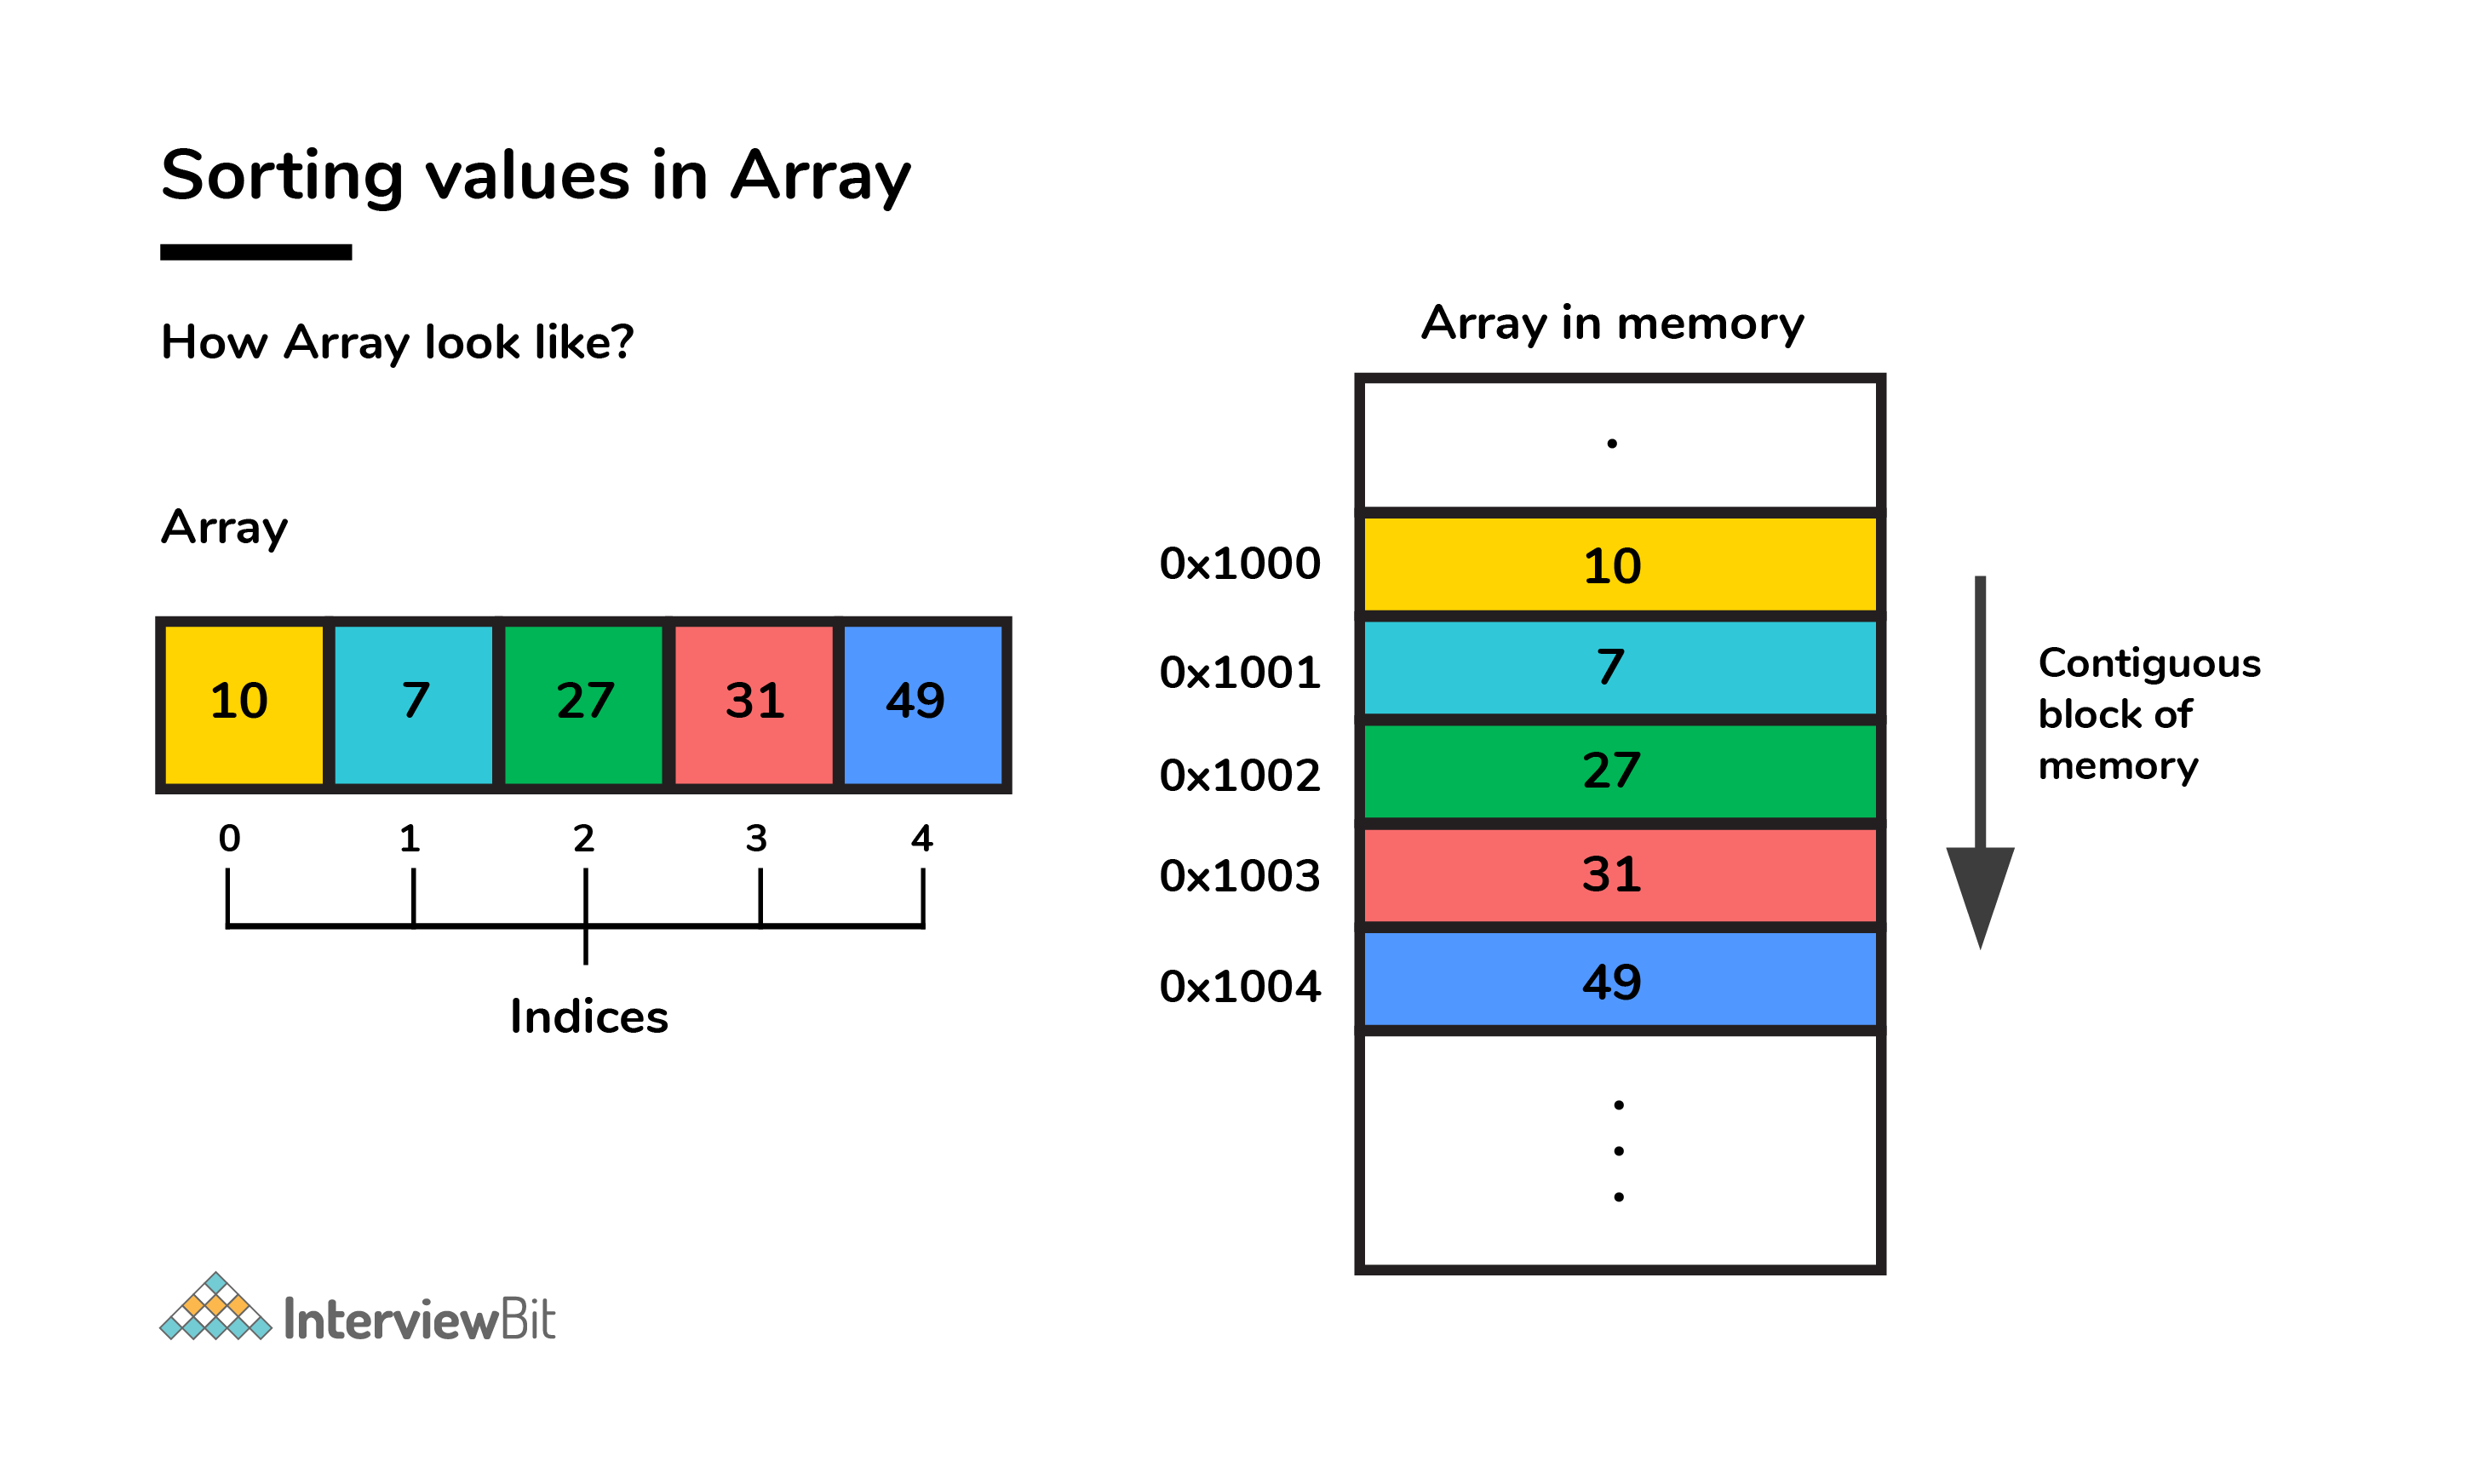 Sorting values in Array
How Array look like?
Array
10 7 27 31 49
0 1 2 3 4
Indices
Array in memory
0x1000 10
0x1001 7
0x1002 27
0x1003 31
0x1004 49
Contiguous
block of
memory
InterviewBit